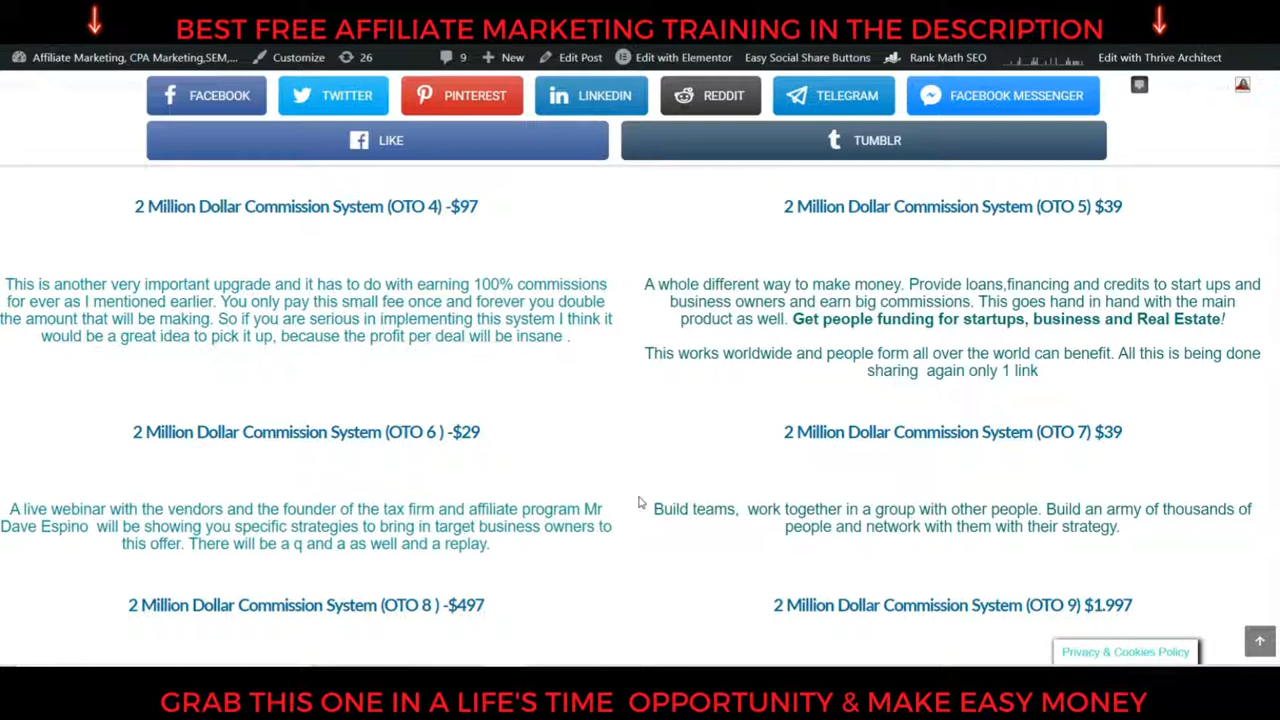 BEST FREE AFFILIATE MARKETING TRAINING IN THE DESCRIPTION
Affiliate Marketing, CPA Marketing,SEM,... Customize 26 9 New Edit Post Edit with Elementor Easy Social Share Buttons Rank Math SEO Edit with Thrive Architect
FACEBOOK TWITTER PINTEREST LINKEDIN REDDIT TELEGRAM FACEBOOK MESSENGER
LIKE TUMBLR
2 Million Dollar Commission System (OTO 4) -$97
This is another very important upgrade and it has to do with earning 100% commissions
for ever as I mentioned earlier. You only pay this small fee once and forever you double
the amount that will be making. So if you are serious in implementing this system I think it
would be a great idea to pick it up, because the profit per deal will be insane .
2 Million Dollar Commission System (OTO 5) $39
A whole different way to make money. Provide loans,financing and credits to start ups and
business owners and earn big commissions. This goes hand in hand with the main
product as well. Get people funding for startups, business and Real Estate!
This works worldwide and people form all over the world can benefit. All this is being done
sharing again only 1 link
2 Million Dollar Commission System (OTO 6 ) -$29
A live webinar with the vendors and the founder of the tax firm and affiliate program Mr
Dave Espino will be showing you specific strategies to bring in target business owners to
this offer. There will be a q and a as well and a replay.
2 Million Dollar Commission System (OTO 7) $39
Build teams, work together in a group with other people. Build an army of thousands of
people and network with them with their strategy.
2 Million Dollar Commission System (OTO 8 ) -$497
2 Million Dollar Commission System (OTO 9) $1.997
Privacy & Cookies Policy
GRAB THIS ONE IN A LIFE'S TIME OPPORTUNITY & MAKE EASY MONEY